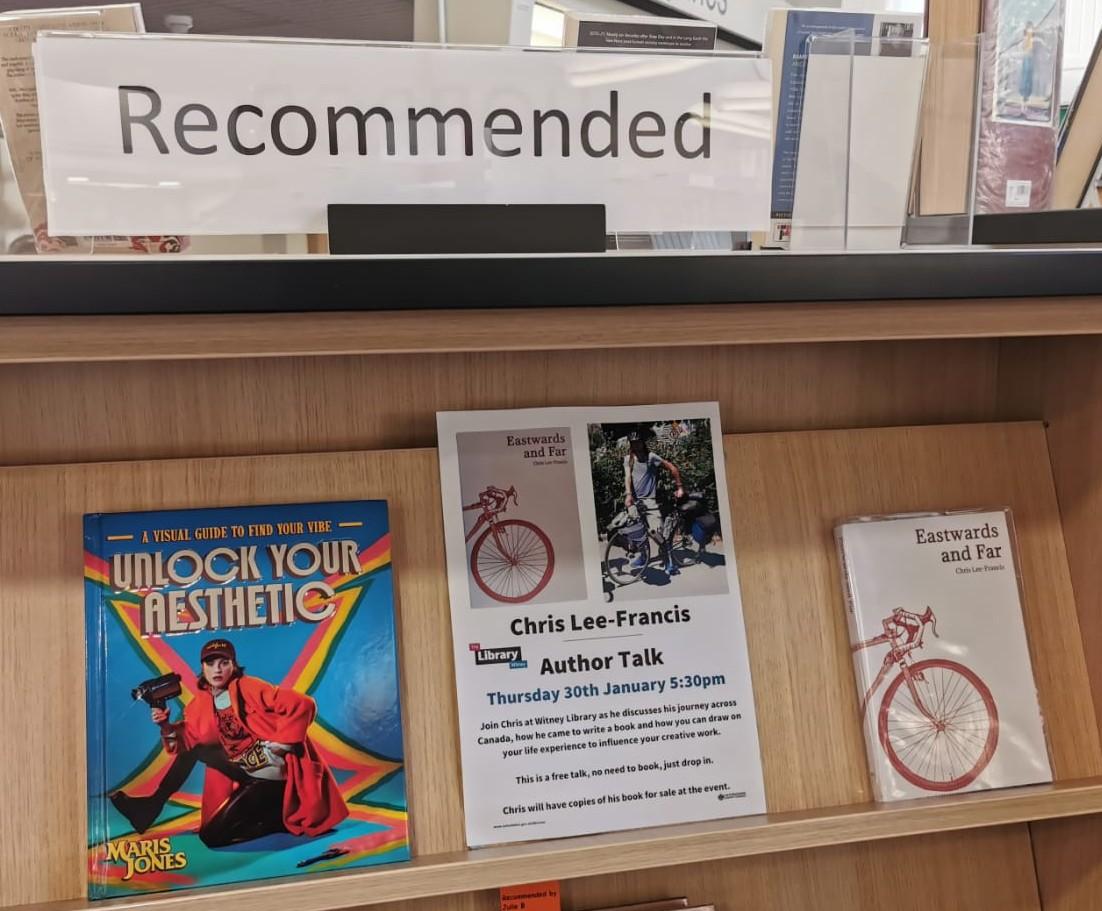 Recommended
A VISUAL GUIDE TO FIND YOUR VIBE
UNLOCK YOUR
AESTHETIC
MARIS
JONES
Eastwards
and Far
Chris Lee-Francis
Chris Lee-Francis
The
Library
Witney
Author Talk
Thursday 30th January 5:30pm
Join Chris at Witney Library as he discusses his journey across
Canada, how he came to write a book and how you can draw on
your life experience to influence your creative work.
This is a free talk, no need to book, just drop in.
Chris will have copies of his book for sale at the event.
Eastwards
and Far
Chris Lee-Francis
Recommended by
Julie B